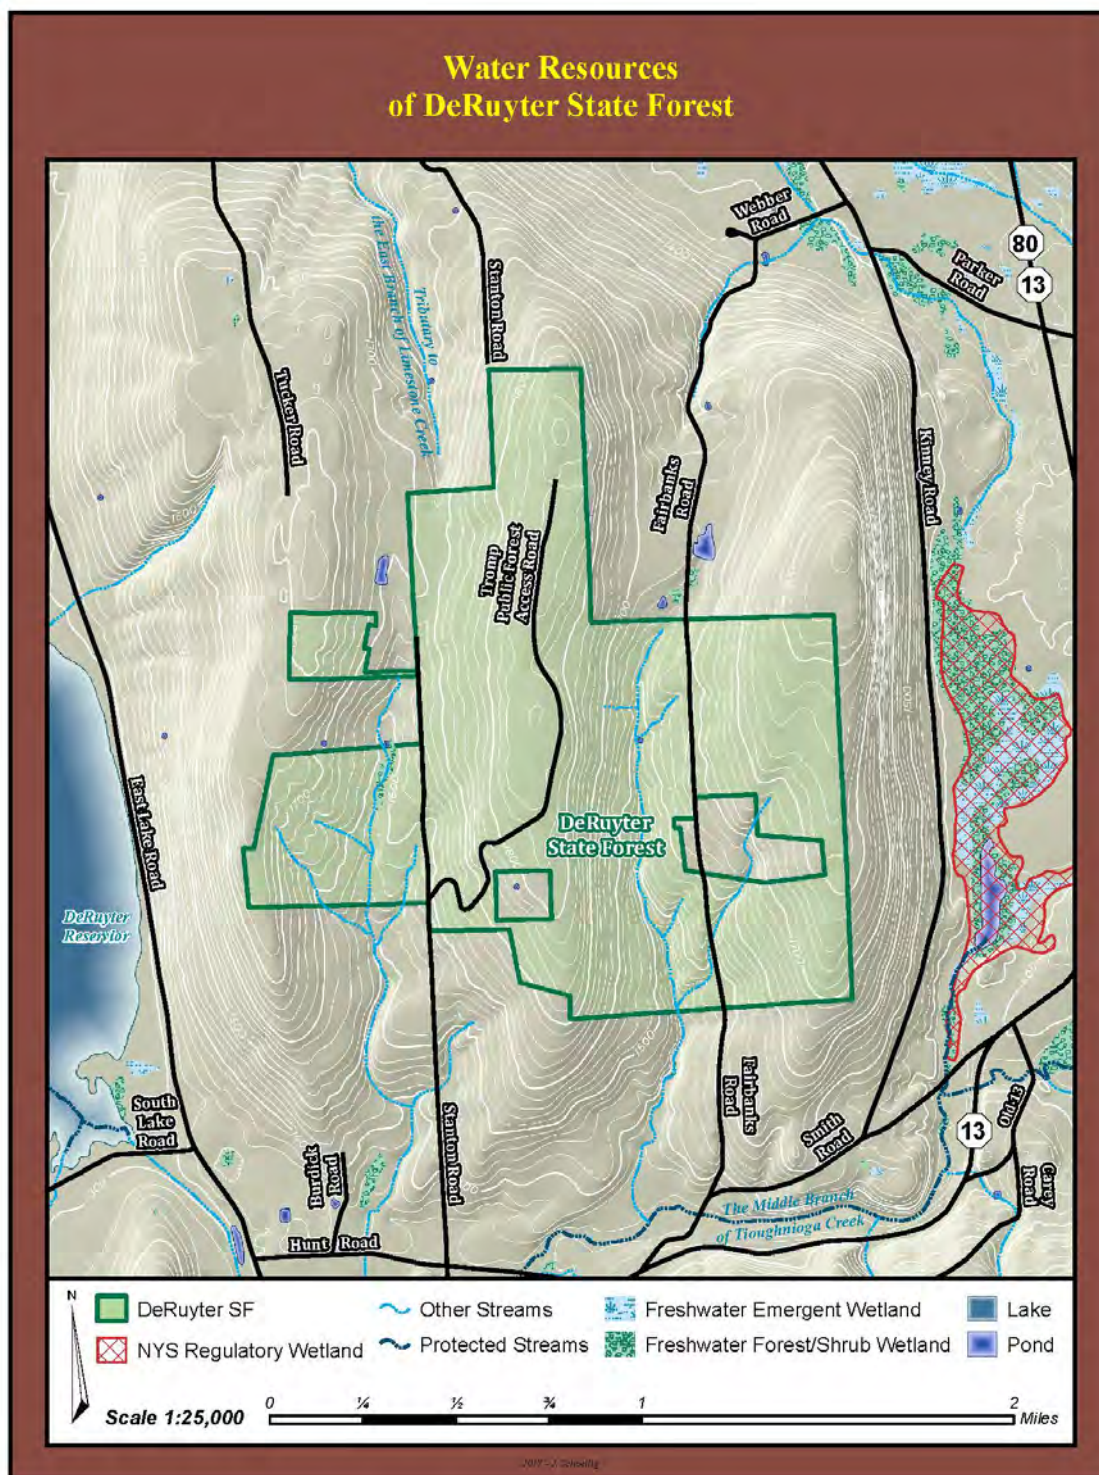 Water Resources
of DeRuyter State Forest
Webber
Road
80
13
Parker
Road
the East Branch of Limestone Creek
Tributary to
Stanton Road
Tucker Road
1700
Kinney Road
Fairbanks
Road
1600
Tromp
Public Forest
Access Road
1700
East Lake Road
DeRuyter
State Forest
DeRuyter
Reservior
1600
South
Lake
Road
Burdick
Road
Hunt Road
Stanton Road
Fairbanks
Road
Smith
Road
13
Old 13
Carey
Road
The Middle Branch
of Tioughnioga Creek
N
DeRuyter SF
Other Streams
Freshwater Emergent Wetland
Lake
NYS Regulatory Wetland
Protected Streams
Freshwater Forest/Shrub Wetland
Pond
Scale 1:25,000
0 ¼ ½ ¾ 1 2
Miles